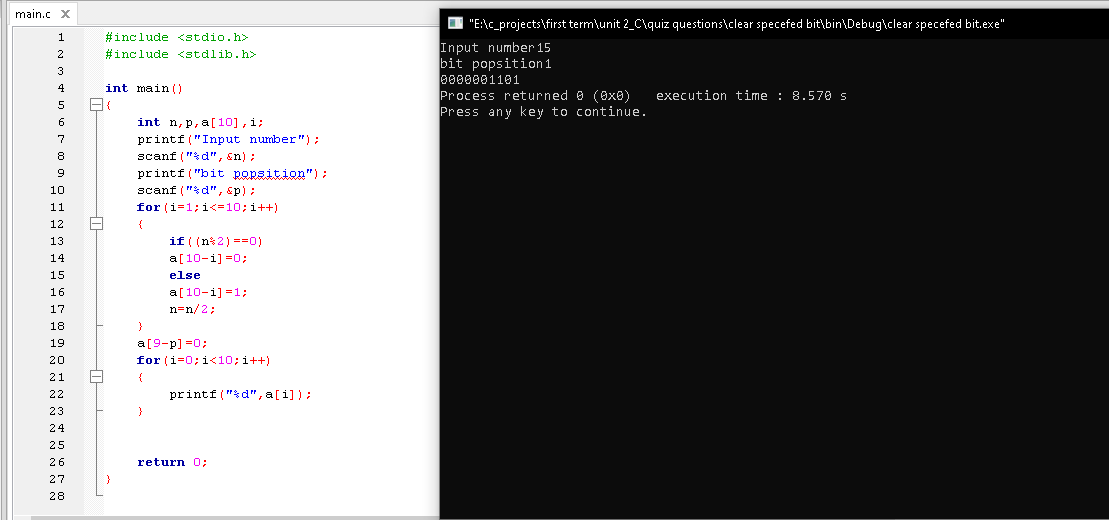 main.c X
1 #include <stdio.h>
2 #include <stdlib.h>
3
4 int main()
5 {
6 int n,p,a[10],i;
7 printf("Input number");
8 scanf("%d",&n);
9 printf("bit popsition");
10 scanf("%d",&p);
11 for(i=1;i<=10;i++)
12 {
13 if((n%2)==0)
14 a[10-i]=0;
15 else
16 a[10-i]=1;
17 n=n/2;
18 }
19 a[9-p]=0;
20 for(i=0;i<10;i++)
21 {
22 printf("%d",a[i]);
23 }
24
25
26 return 0;
27 }
28
"E:\c_projects\first term\unit 2_C\quiz questions\clear specefed bit\bin\Debug\clear specefed bit.exe"
Input number15
bit popsition1
0000001101
Process returned 0 (0x0)   execution time : 8.570 s
Press any key to continue.